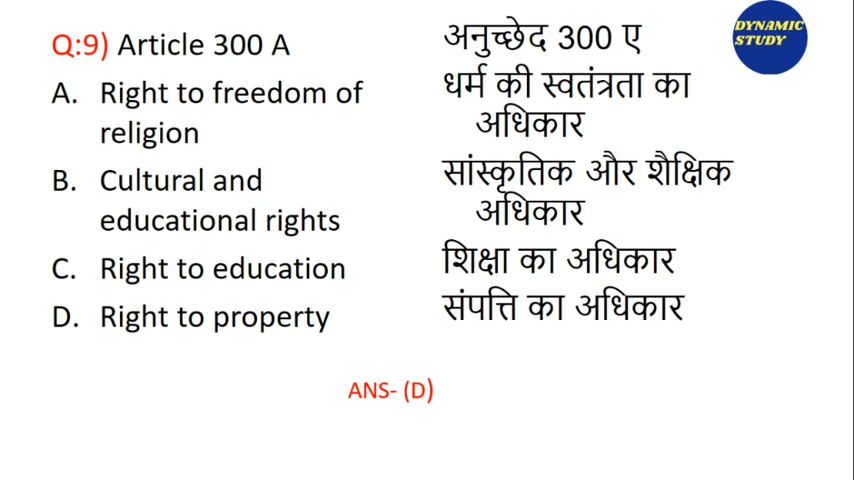 Q:9) Article 300 A
A. Right to freedom of
religion
B. Cultural and
educational rights
C. Right to education
D. Right to property
अनुच्छेद 300 ए
धर्म की स्वतंत्रता का
अधिकार
सांस्कृतिक और शैक्षिक
अधिकार
शिक्षा का अधिकार
संपत्ति का अधिकार
DYNAMIC
STUDY
ANS- (D)